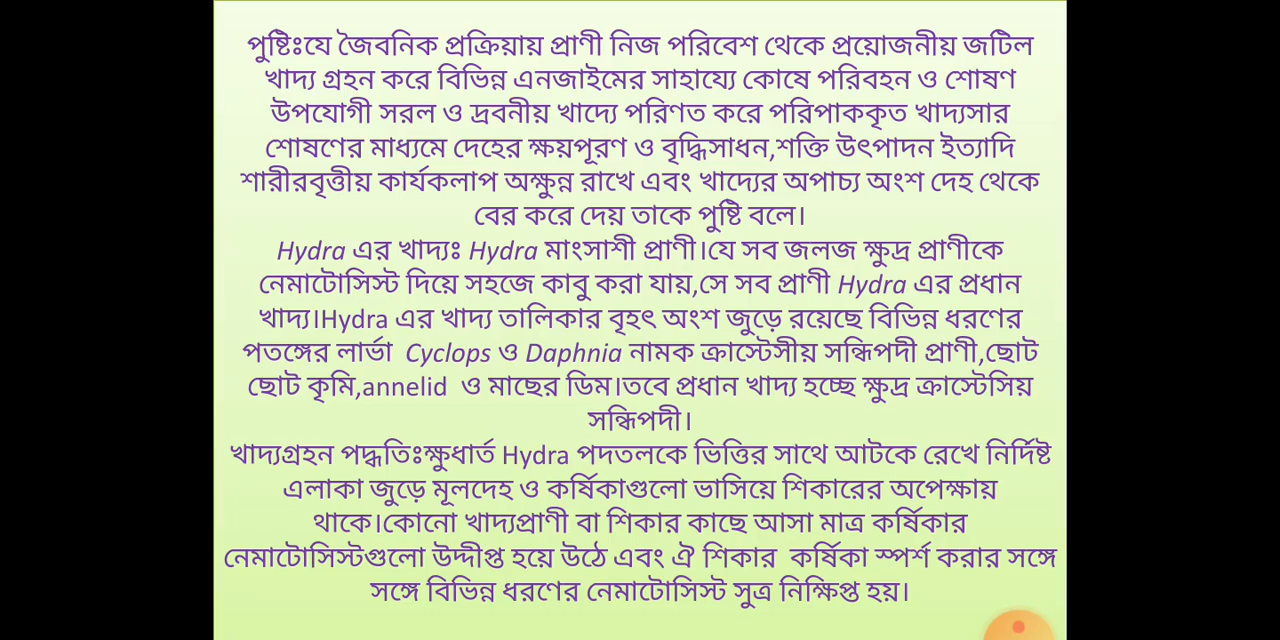 পুষ্টিঃযে জৈবনিক প্রক্রিয়ায় প্রাণী নিজ পরিবেশ থেকে প্রয়োজনীয় জটিল
খাদ্য গ্রহন করে বিভিন্ন এনজাইমের সাহায্যে কোষে পরিবহন ও শোষণ
উপযোগী সরল ও দ্রবনীয় খাদ্যে পরিণত করে পরিপাককৃত খাদ্যসার
শোষণের মাধ্যমে দেহের ক্ষয়পূরণ ও বৃদ্ধিসাধন,শক্তি উৎপাদন ইত্যাদি
শারীরবৃত্তীয় কার্যকলাপ অক্ষুন্ন রাখে এবং খাদ্যের অপাচ্য অংশ দেহ থেকে
বের করে দেয় তাকে পুষ্টি বলে।
Hydra এর খাদ্যঃ Hydra মাংসাশী প্রাণী।যে সব জলজ ক্ষুদ্র প্রাণীকে
নেমাটোসিস্ট দিয়ে সহজে কাবু করা যায়,সে সব প্রাণী Hydra এর প্রধান
খাদ্য।Hydra এর খাদ্য তালিকার বৃহৎ অংশ জুড়ে রয়েছে বিভিন্ন ধরণের
পতঙ্গের লার্ভা Cyclops ও Daphnia নামক ক্রাস্টেসীয় সন্ধিপদী প্রাণী,ছোট
ছোট কৃমি,annelid ও মাছের ডিম।তবে প্রধান খাদ্য হচ্ছে ক্ষুদ্র ক্রাস্টেসিয়
সন্ধিপদী।
খাদ্যগ্রহন পদ্ধতিঃক্ষুধার্ত Hydra পদতলকে ভিত্তির সাথে আটকে রেখে নির্দিষ্ট
এলাকা জুড়ে মূলদেহ ও কর্ষিকাগুলো ভাসিয়ে শিকারের অপেক্ষায়
থাকে।কোনো খাদ্যপ্রাণী বা শিকার কাছে আসা মাত্র কর্ষিকার
নেমাটোসিস্টগুলো উদ্দীপ্ত হয়ে উঠে এবং ঐ শিকার কর্ষিকা স্পর্শ করার সঙ্গে
সঙ্গে বিভিন্ন ধরণের নেমাটোসিস্ট সুত্র নিক্ষিপ্ত হয়।